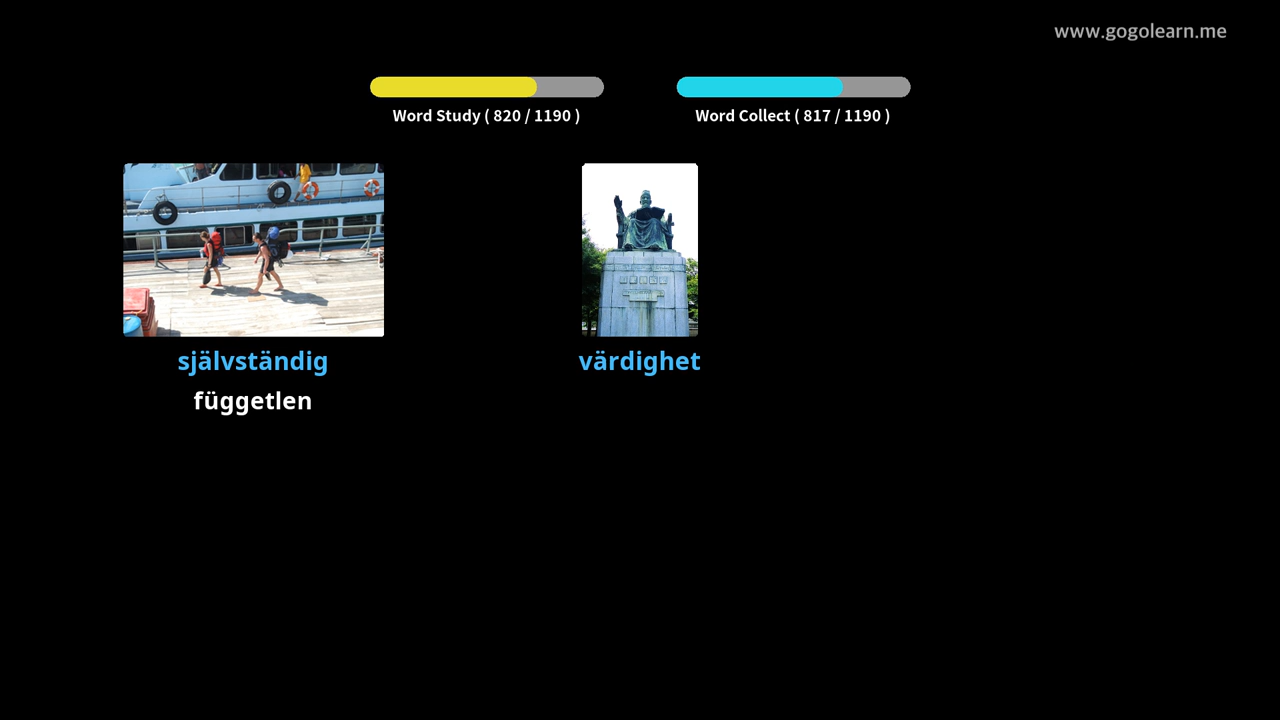 www.gogolearn.me
Word Study ( 820 / 1190 )
Word Collect ( 817 / 1190 )
självständig
független
värdighet